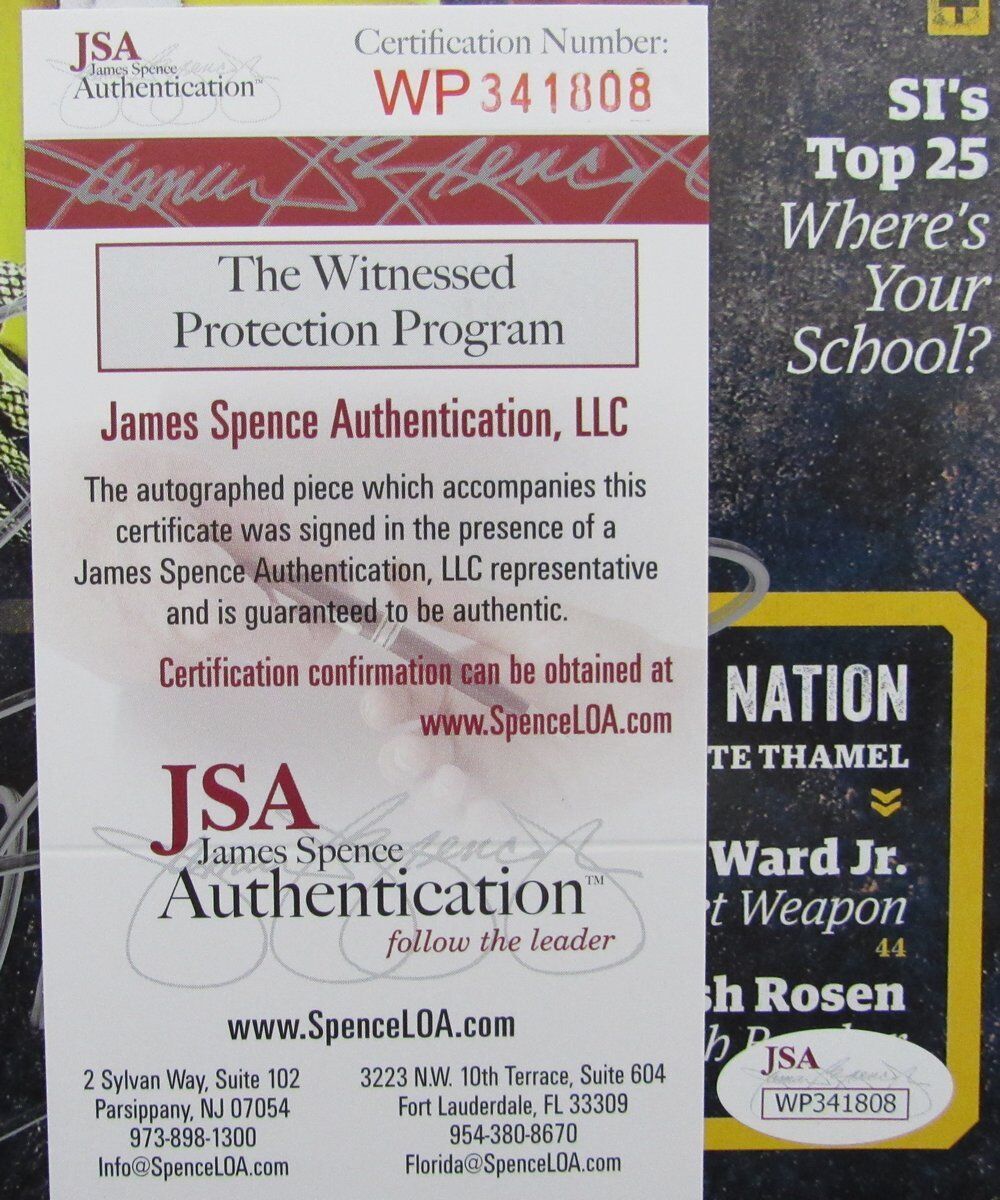 JSA
James Spence
Authentication™
Certification Number:
WP341808
The Witnessed
Protection Program
James Spence Authentication, LLC
The autographed piece which accompanies this
certificate was signed in the presence of a
James Spence Authentication, LLC representative
and is guaranteed to be authentic.
Certification confirmation can be obtained at
www.SpenceLOA.com
JSA
James Spence
Authentication™
follow the leader
www.SpenceLOA.com
2 Sylvan Way, Suite 102
Parsippany, NJ 07054
973-898-1300
Info@SpenceLOA.com
3223 N.W. 10th Terrace, Suite 604
Fort Lauderdale, FL 33309
954-380-8670
Florida@SpenceLOA.com
SI's
Top 25
Where's
Your
School?
NATION
TE THAMEL
Ward Jr.
t Weapon
44
sh Rosen
JSA
WP341808